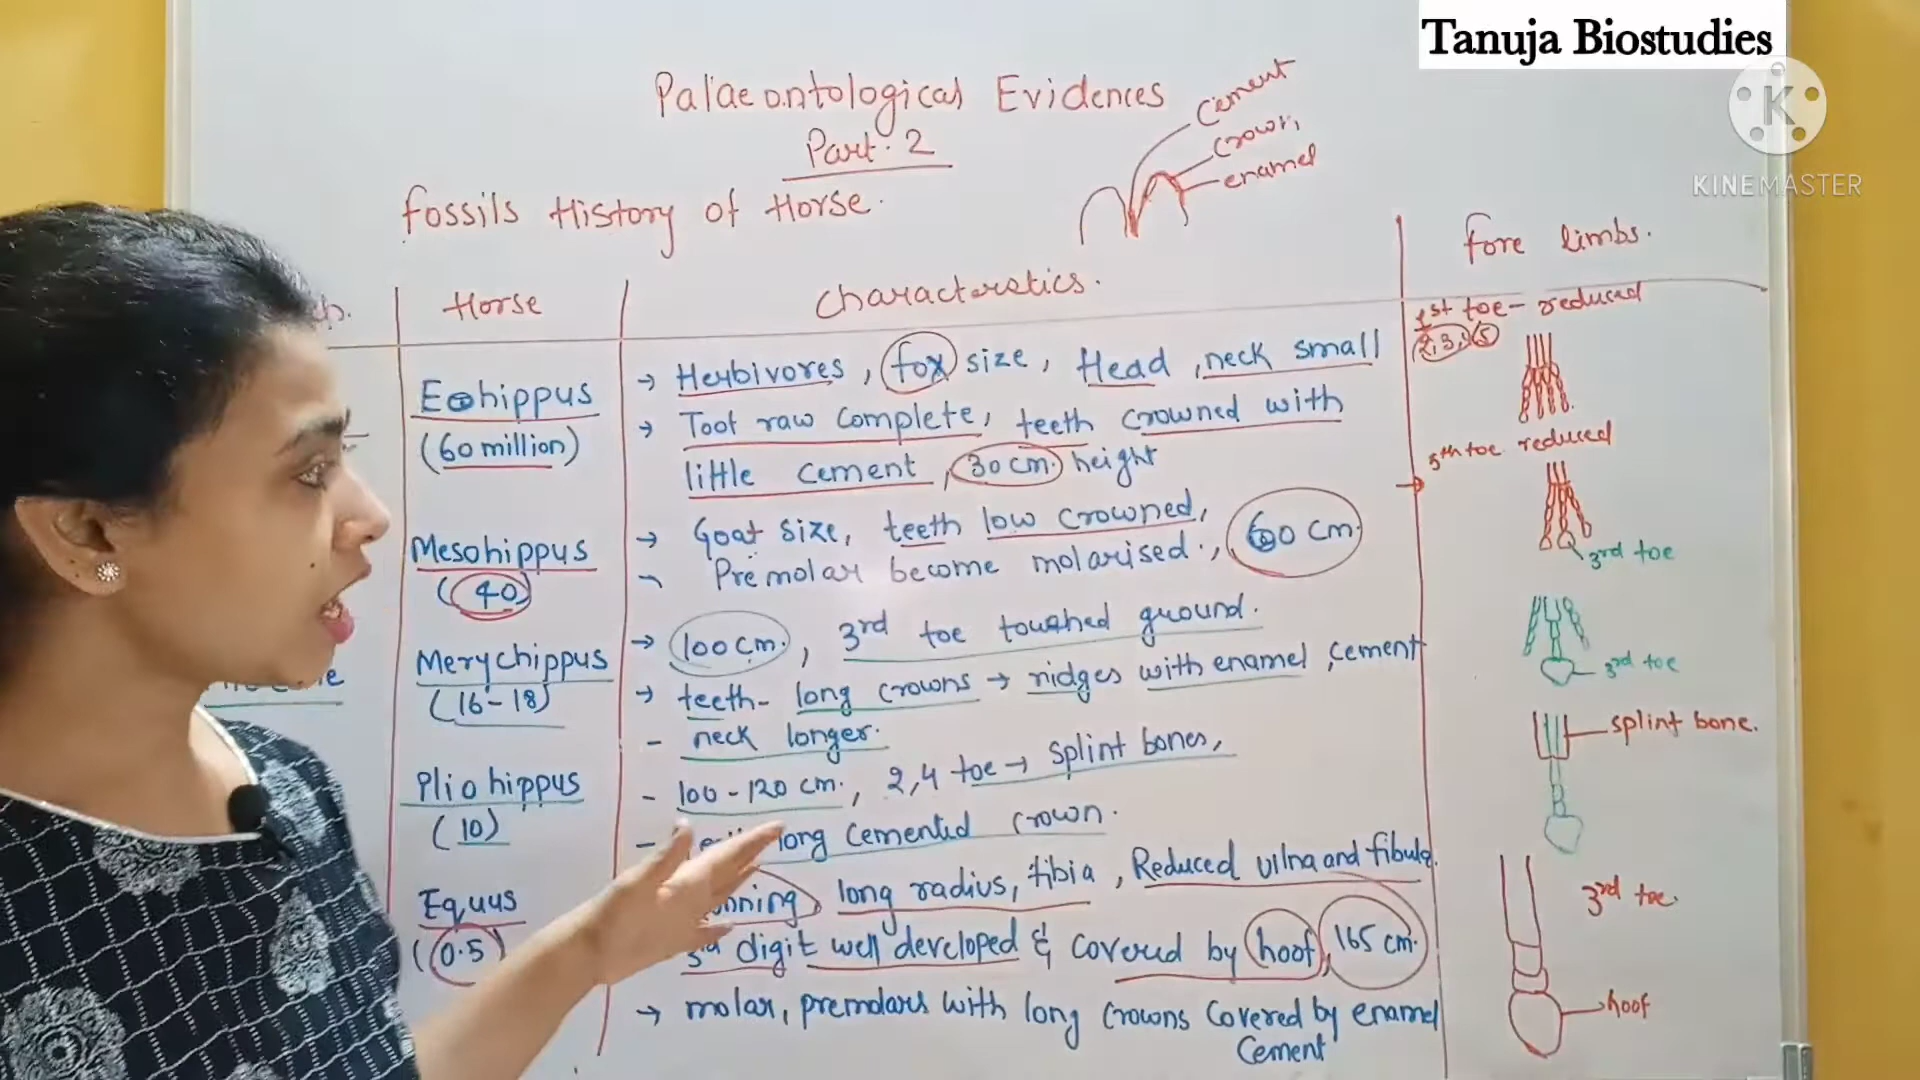 Tanuja Biostudies
K
KINEMASTER
Palaeontological Evidences
Part. 2
Fossils History of Horse.
Cement
Crown,
enamel
Horse
Characterstics.
fore limbs.
Eohippus
(60 million)
→ Herbivores, fox size, Head, neck small
→ Toot raw complete, teeth crowned with
little cement, 30 cm. height
1st toe - reduced
2,3,4,5
Mesohippus
(40)
→ Goat size, teeth low crowned,
Premolar become molarised., 60 cm.
5th toe reduced
3rd toe
Merychippus
(16-18)
→ 100 cm., 3rd toe touched ground.
→ teeth- long crowns → ridges with enamel, cement
- neck longer.
3rd toe
Pliohippus
(10)
- 100-120 cm., 2,4 toe → splint bones,
- long cemented crown.
splint bone.
Equus
(0.5)
long radius, tibia, Reduced ulna and fibula.
digit well developed & covered by hoof, 165 cm.
→ molar, premolars with long crowns covered by enamel
Cement
3rd toe.
hoof